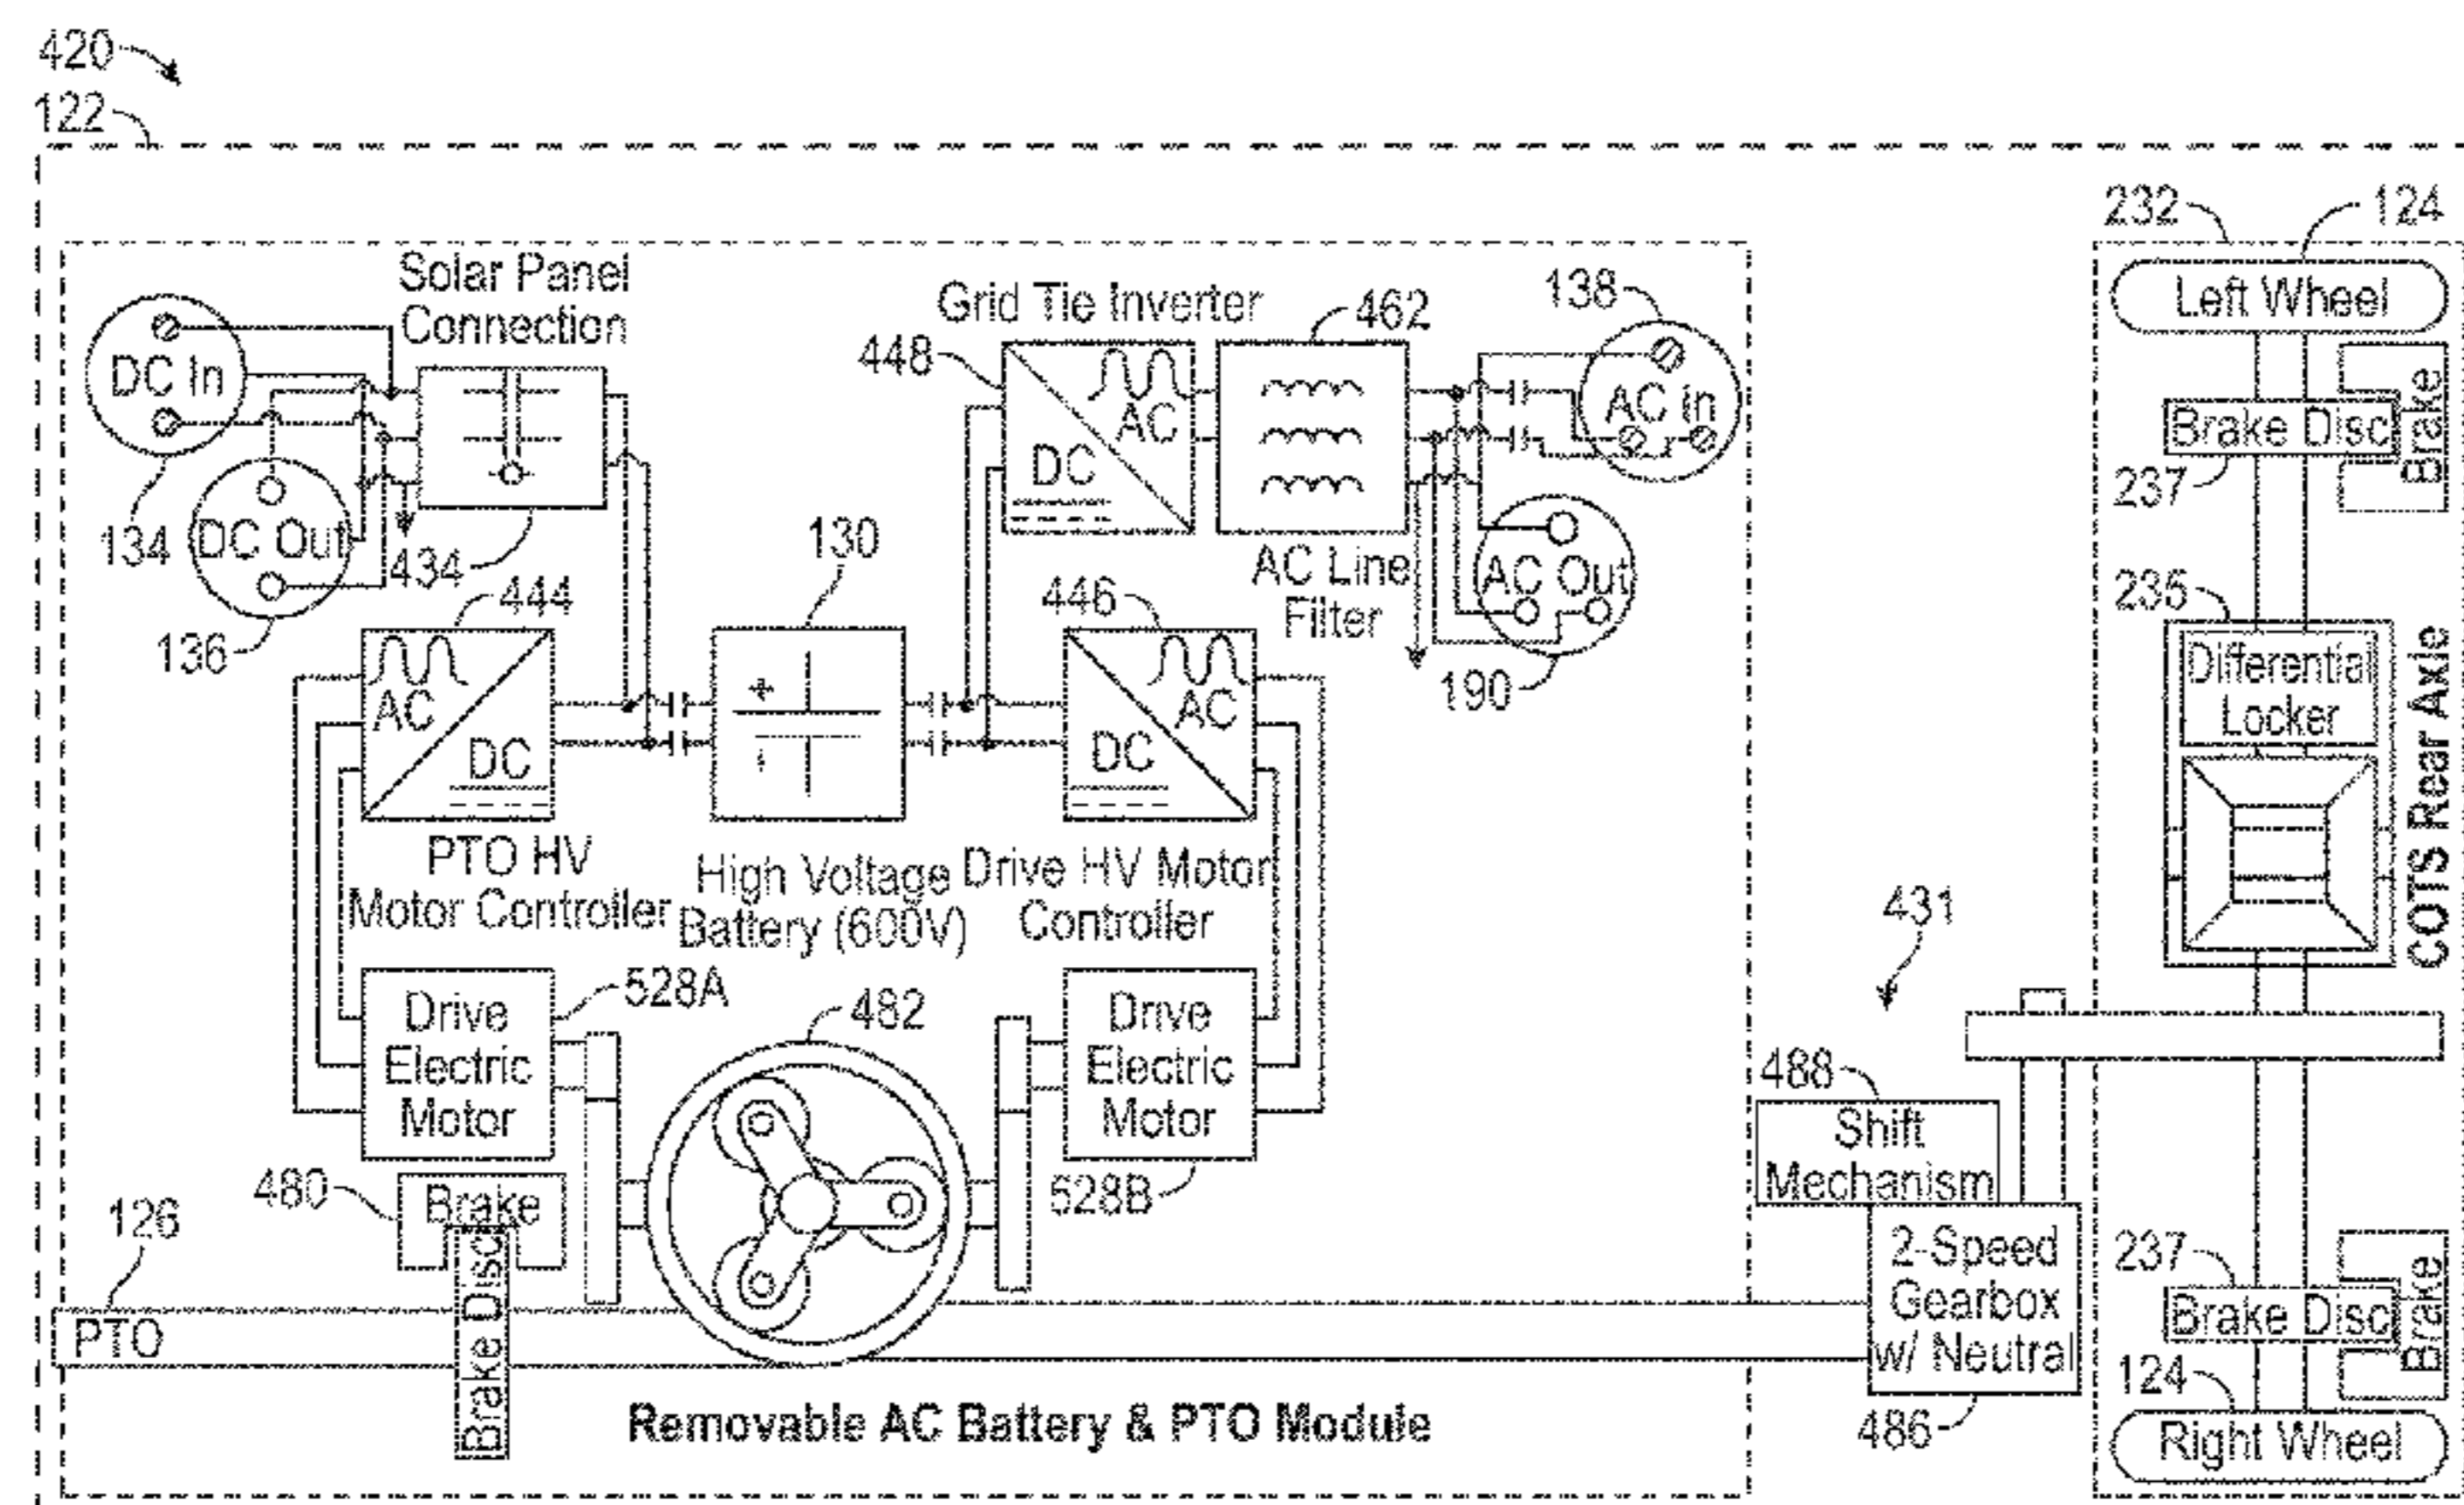 420
122
Solar Panel
Connection
DC In
134
DC Out
136
434
Grid Tie Inverter
448
AC
DC
462
AC Line
Filter
138
AC in
AC Out
190
444
AC
DC
PTO HV
Motor Controller
130
+
High Voltage
Battery (600V)
446
AC
DC
Drive HV Motor
Controller
Drive
Electric
Motor
528A
482
Drive
Electric
Motor
528B
480
Brake
Brake Disc
126
PTO
Removable AC Battery & PTO Module
431
488
Shift
Mechanism
2-Speed
Gearbox
w/ Neutral
486
232
124
Left Wheel
Brake Disc
Brake
237
235
Differential
Locker
COTS Rear Axle
237
Brake Disc
Brake
124
Right Wheel